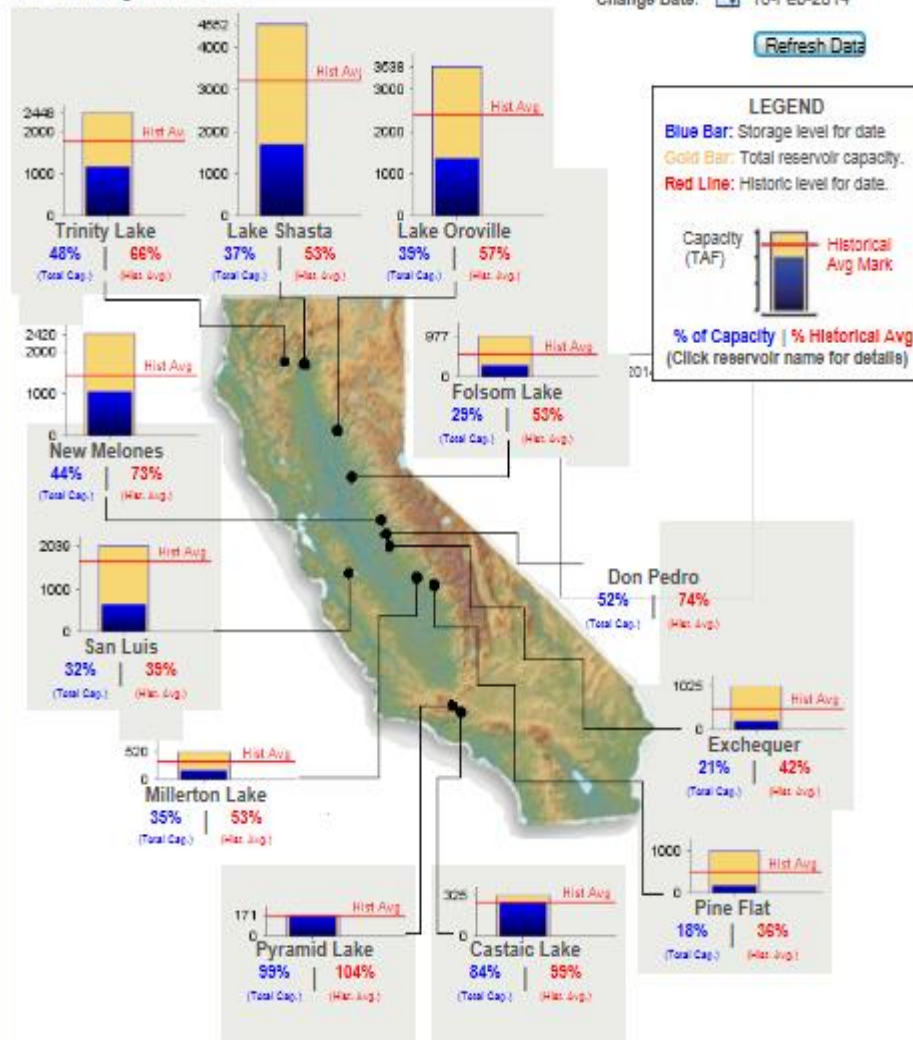 Change Date: 10-Feb-2014
Refresh Data
LEGEND
Blue Bar: Storage level for date
Gold Bar: Total reservoir capacity.
Red Line: Historic level for date.
Capacity
(TAF)
Historical
Avg Mark
% of Capacity | % Historical Avg
(Click reservoir name for details)
2448
2000
1000
0
Hist Avg
Trinity Lake
48% | 66%
(Total Cap.) (Hist. Avg.)
4552
4000
3000
2000
1000
0
Hist Avg
Lake Shasta
37% | 53%
(Total Cap.) (Hist. Avg.)
3538
3000
2000
1000
0
Hist Avg
Lake Oroville
39% | 57%
(Total Cap.) (Hist. Avg.)
2420
2000
1000
0
Hist Avg
New Melones
44% | 73%
(Total Cap.) (Hist. Avg.)
977
0
Hist Avg
2014
Folsom Lake
29% | 53%
(Total Cap.) (Hist. Avg.)
2030
1000
0
Hist Avg
San Luis
32% | 39%
(Total Cap.) (Hist. Avg.)
Don Pedro
52% | 74%
(Total Cap.) (Hist. Avg.)
1025
0
Hist Avg
Exchequer
21% | 42%
(Total Cap.) (Hist. Avg.)
520
0
Hist Avg
Millerton Lake
35% | 53%
(Total Cap.) (Hist. Avg.)
1000
0
Hist Avg
Pine Flat
18% | 36%
(Total Cap.) (Hist. Avg.)
171
0
Hist Avg
Pyramid Lake
99% | 104%
(Total Cap.) (Hist. Avg.)
325
0
Hist Avg
Castaic Lake
84% | 99%
(Total Cap.) (Hist. Avg.)